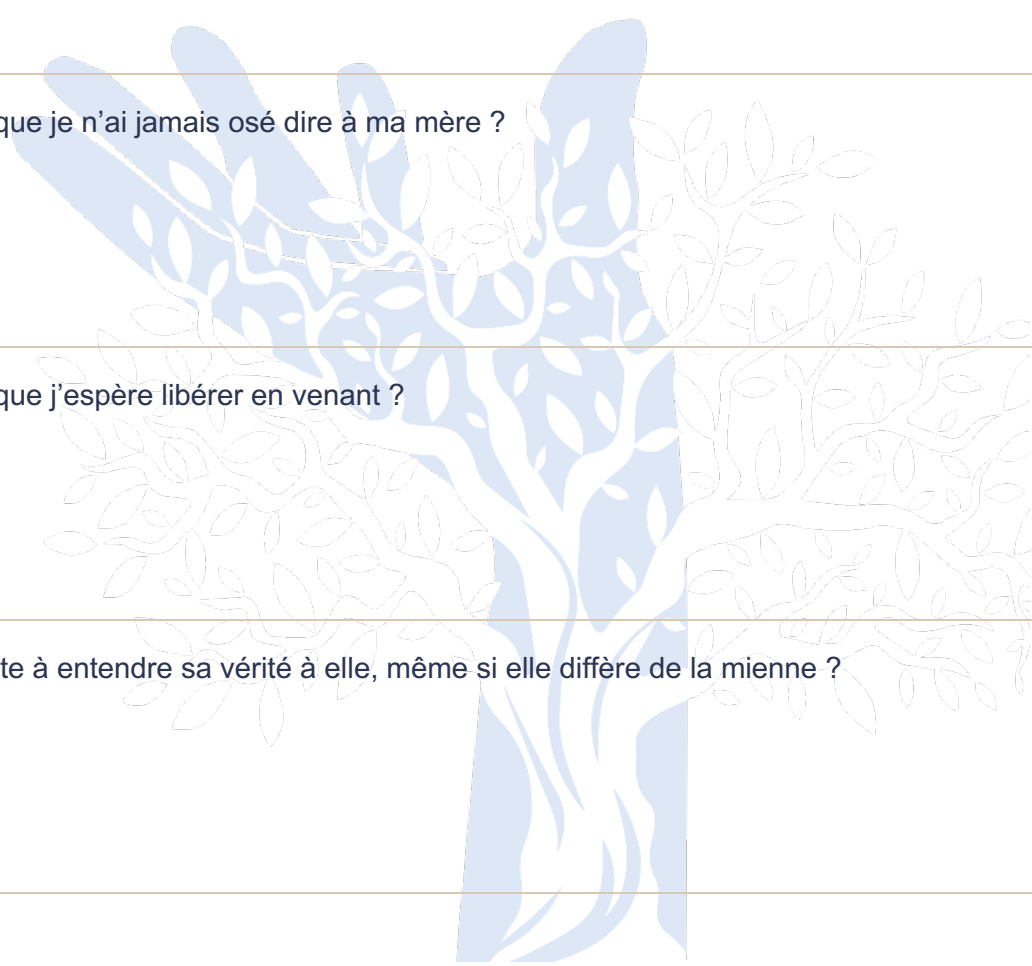 que je n’ai jamais osé dire à ma mère ?
que j’espère libérer en venant ?
te à entendre sa vérité à elle, même si elle diffère de la mienne ?